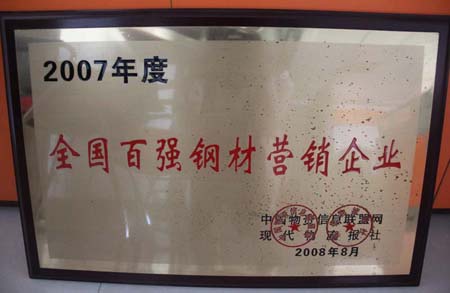 2007年度
全国百强钢材营销企业
中国物资信息联盟网
现代物流报社
2008年8月